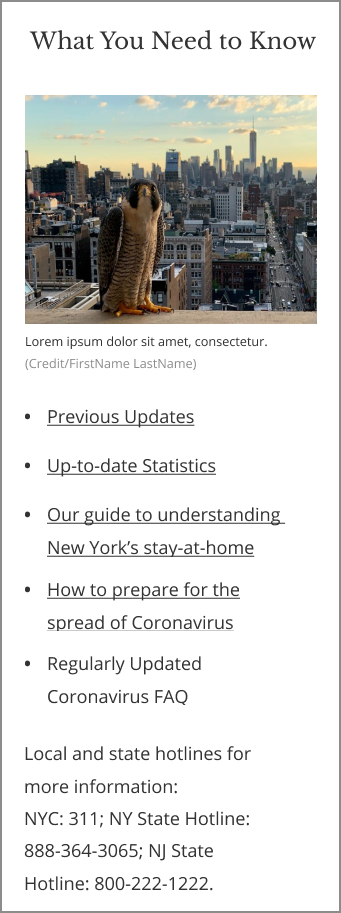 What You Need to Know
Lorem ipsum dolor sit amet, consectetur.
(Credit/FirstName LastName)
• Previous Updates
• Up-to-date Statistics
• Our guide to understanding
New York’s stay-at-home
• How to prepare for the
spread of Coronavirus
• Regularly Updated
Coronavirus FAQ
Local and state hotlines for
more information:
NYC: 311; NY State Hotline:
888-364-3065; NJ State
Hotline: 800-222-1222.